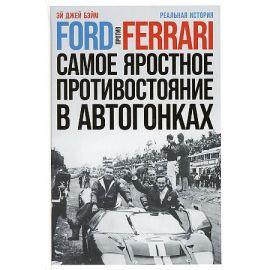 ЭЙ ДЖЕЙ БЭЙМ
РЕАЛЬНАЯ ИСТОРИЯ
FORD ПРОТИВ FERRARI
САМОЕ ЯРОСТНОЕ
ПРОТИВОСТОЯНИЕ
В АВТОГОНКАХ